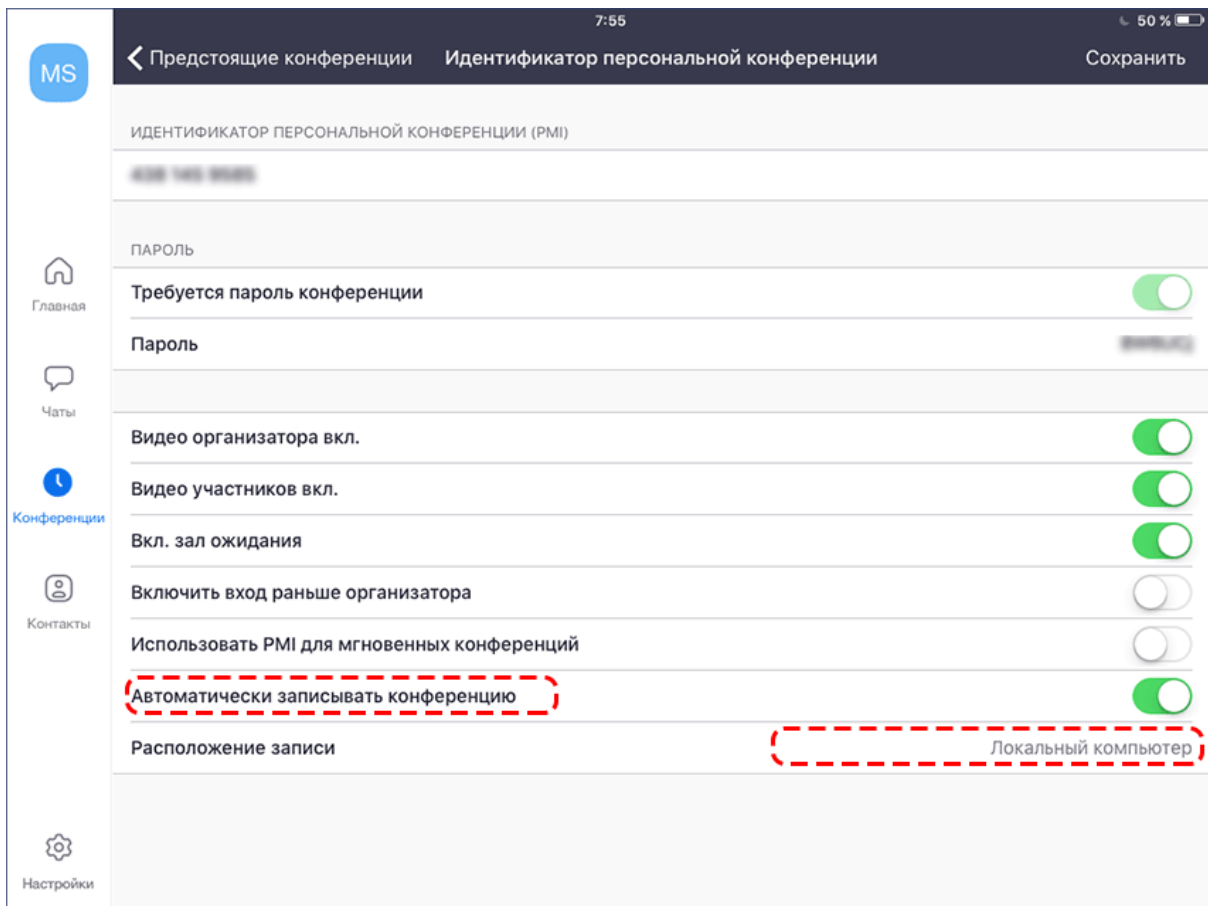 7:55
50 %
MS
Предстоящие конференции
Идентификатор персональной конференции
Сохранить
ИДЕНТИФИКАТОР ПЕРСОНАЛЬНОЙ КОНФЕРЕНЦИИ (PMI)
ПАРОЛЬ
Требуется пароль конференции
Пароль
Видео организатора вкл.
Видео участников вкл.
Вкл. зал ожидания
Включить вход раньше организатора
Использовать PMI для мгновенных конференций
Автоматически записывать конференцию
Расположение записи
Локальный компьютер
Главная
Чаты
Конференции
Контакты
Настройки